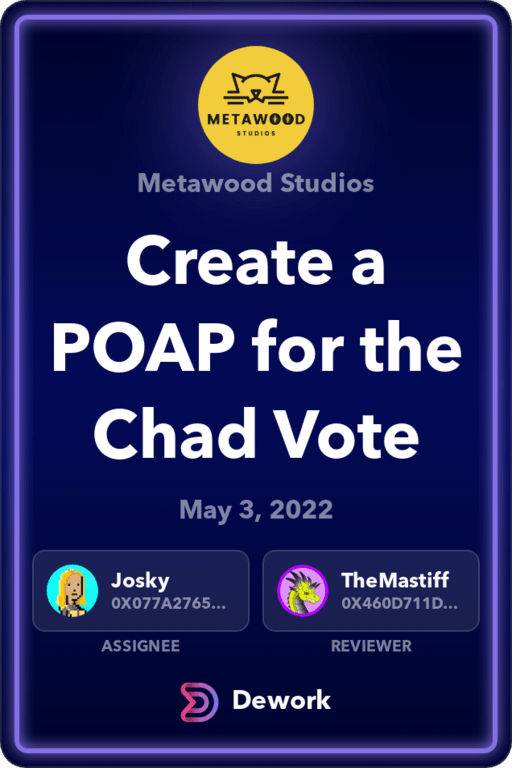 METAWOOD
STUDIOS
Metawood Studios
Create a
POAP for the
Chad Vote
May 3, 2022
Josky
0X077A2765...
ASSIGNEE
TheMastiff
0X460D711D...
REVIEWER
Dework